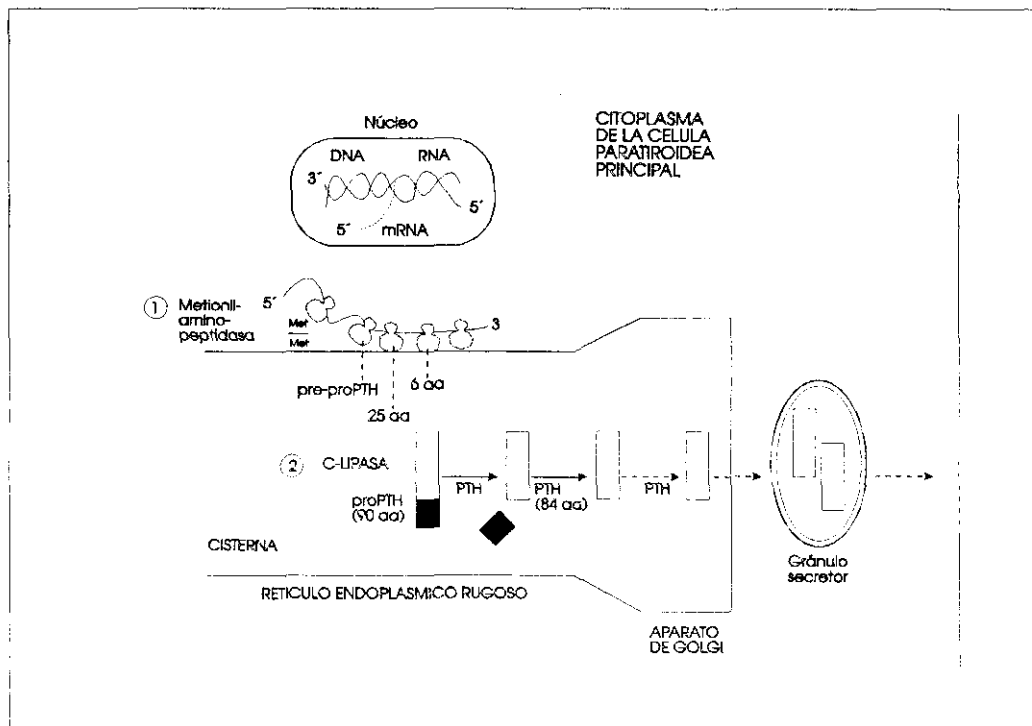 Núcleo
DNA RNA
3´
5´
5´ mRNA
CITOPLASMA
DE LA CELULA
PARATIROIDEA
PRINCIPAL
1 Metionil-
amino-
peptidasa
5´
Met
Met
3
pre-proPTH
25 aa
6 aa
2 C-LIPASA
proPTH
(90 aa)
PTH
PTH
(84 aa)
PTH
CISTERNA
RETICULO ENDOPLASMICO RUGOSO
APARATO
DE GOLGI
Gránulo
secretor